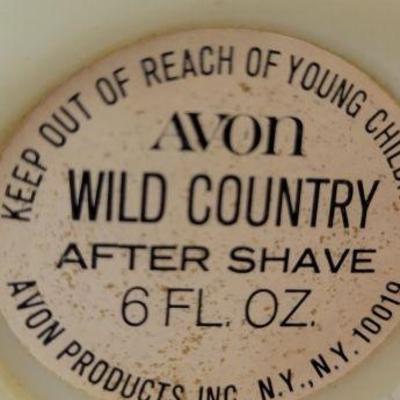 KEEP OUT OF REACH OF YOUNG
AVON
WILD COUNTRY
AFTER SHAVE
6 FL. OZ.
AVON PRODUCTS INC. N.Y., N.Y. 10019